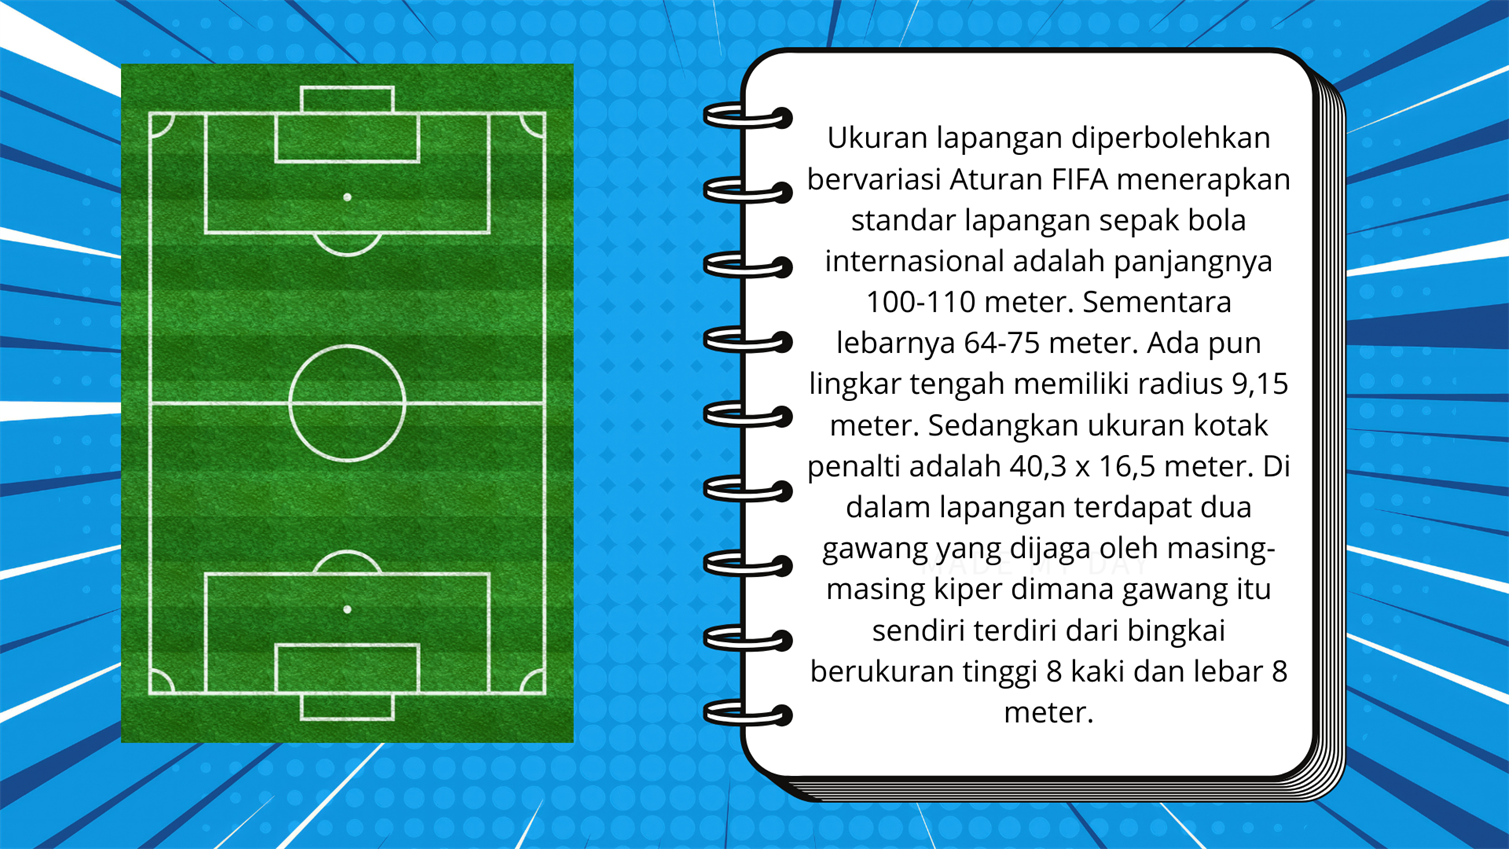 Ukuran lapangan diperbolehkan
bervariasi Aturan FIFA menerapkan
standar lapangan sepak bola
internasional adalah panjangnya
100-110 meter. Sementara
lebarnya 64-75 meter. Ada pun
lingkar tengah memiliki radius 9,15
meter. Sedangkan ukuran kotak
penalti adalah 40,3 x 16,5 meter. Di
dalam lapangan terdapat dua
gawang yang dijaga oleh masing-
masing kiper dimana gawang itu
sendiri terdiri dari bingkai
berukuran tinggi 8 kaki dan lebar 8
meter.
MADE MY DAY